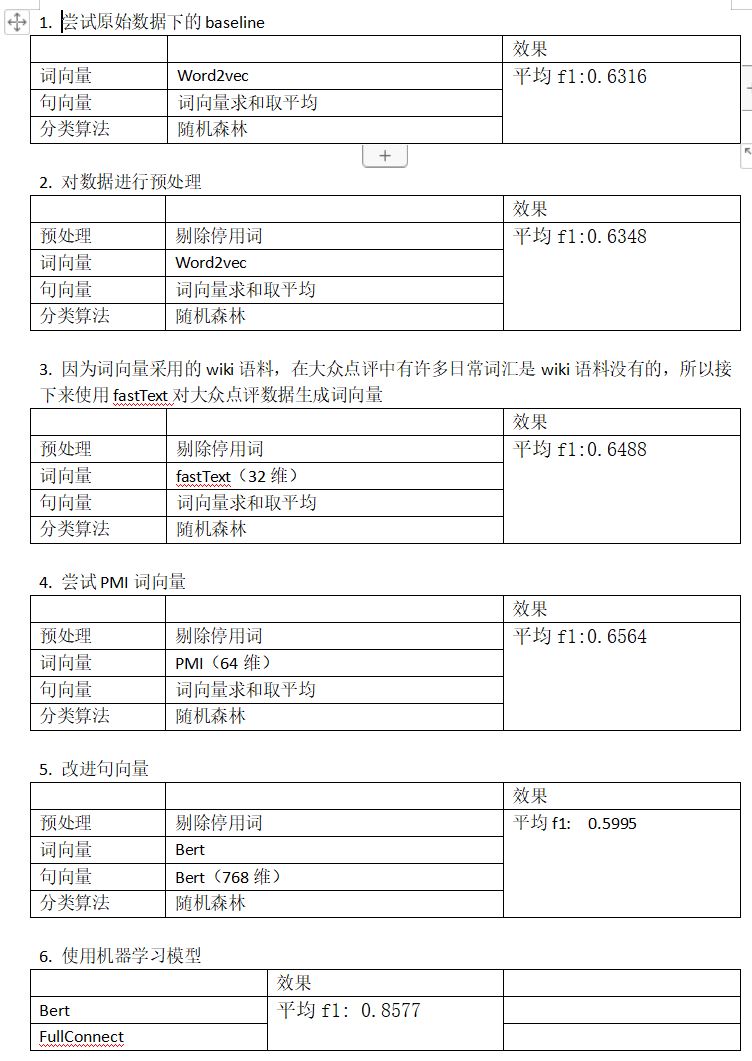 1. 尝试原始数据下的 baseline
效果
词向量 Word2vec 平均 f1:0.6316
句向量 词向量求和取平均
分类算法 随机森林
2. 对数据进行预处理
效果
预处理 剔除停用词 平均 f1:0.6348
词向量 Word2vec
句向量 词向量求和取平均
分类算法 随机森林
3. 因为词向量采用的 wiki 语料，在大众点评中有许多日常词汇是 wiki 语料没有的，所以接
下来使用 fastText 对大众点评数据生成词向量
效果
预处理 剔除停用词 平均 f1:0.6488
词向量 fastText（32 维）
句向量 词向量求和取平均
分类算法 随机森林
4. 尝试 PMI 词向量
效果
预处理 剔除停用词 平均 f1:0.6564
词向量 PMI（64 维）
句向量 词向量求和取平均
分类算法 随机森林
5. 改进句向量
效果
预处理 剔除停用词 平均 f1: 0.5995
词向量 Bert
句向量 Bert（768 维）
分类算法 随机森林
6. 使用机器学习模型
效果
Bert 平均 f1: 0.8577
FullConnect